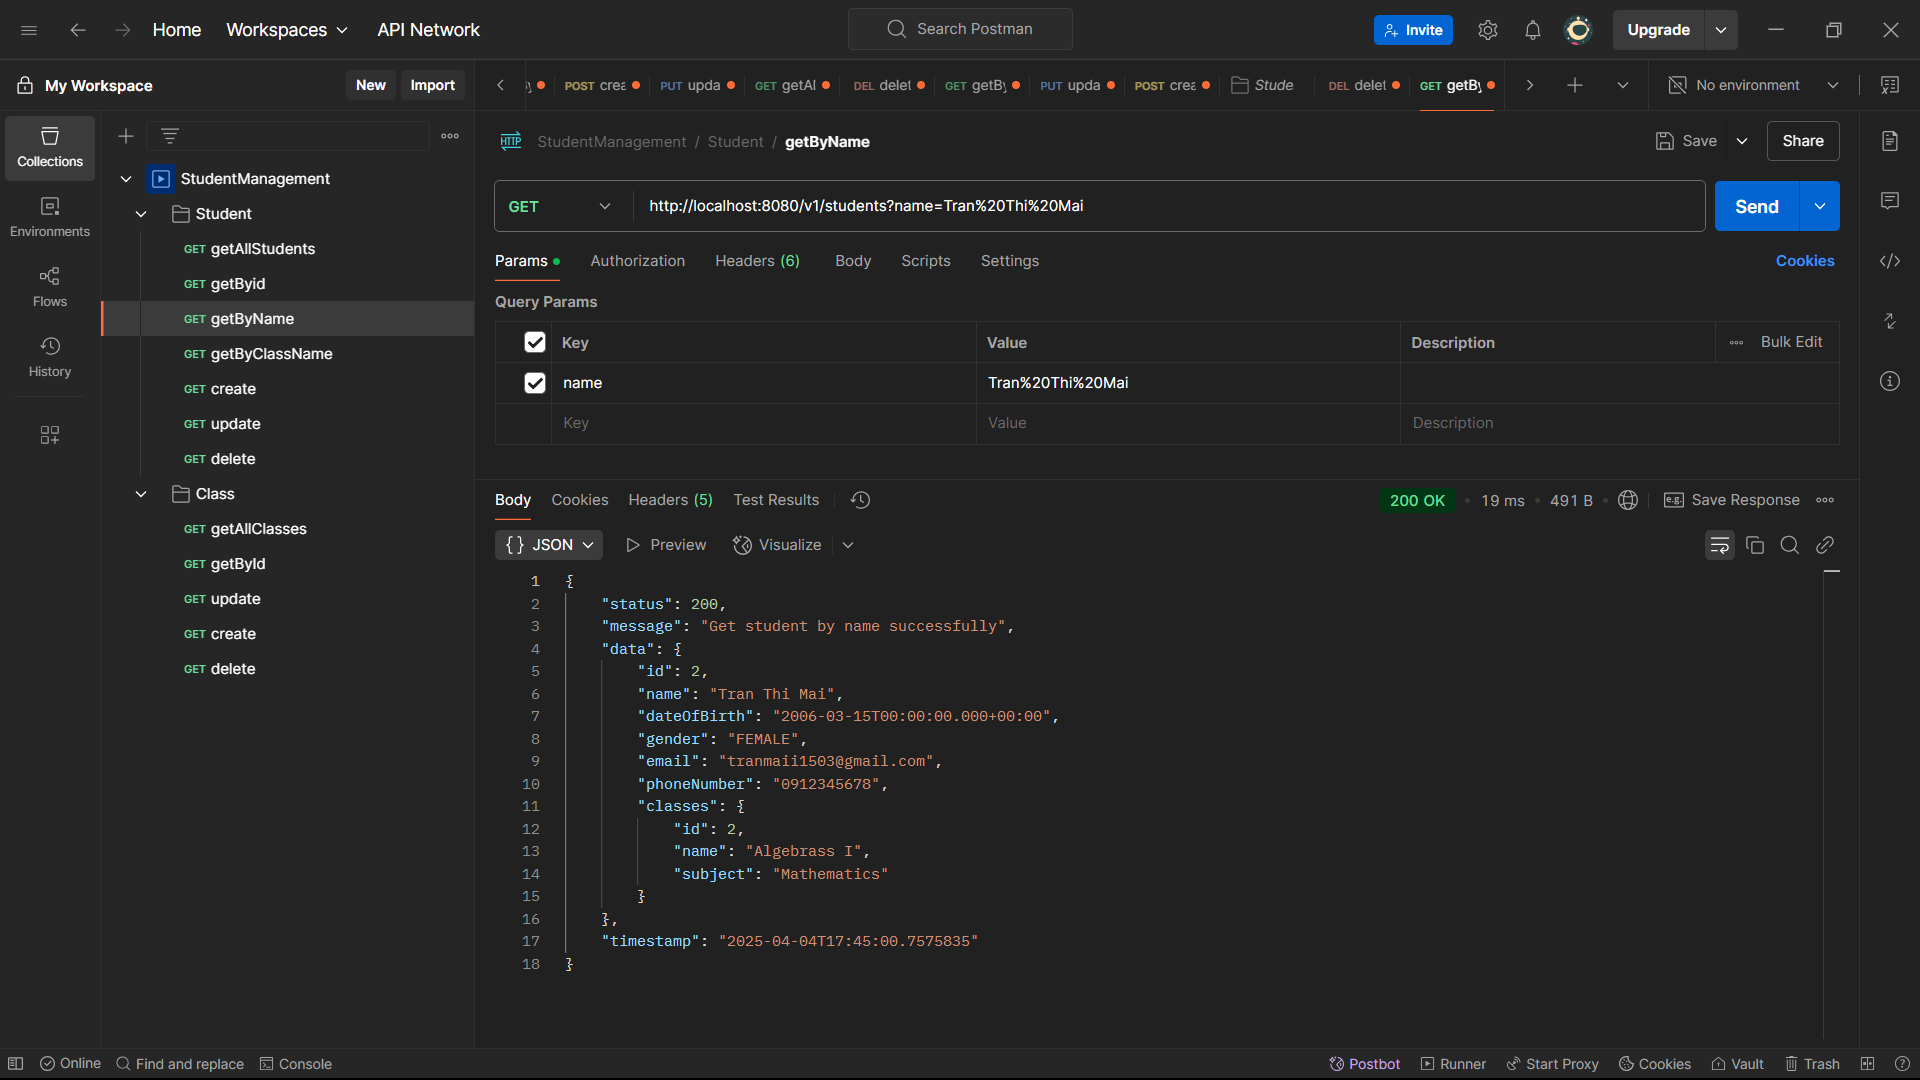 Home Workspaces API Network Search Postman Invite Upgrade
My Workspace New Import POST crea PUT upda GET getAl DEL delet GET getBy PUT upda POST crea Stude DEL delet GET getBy No environment
Collections
Environments
Flows
History
StudentManagement
Student
GET getAllStudents
GET getByid
GET getByName
GET getByClassName
GET create
GET update
GET delete
Class
GET getAllClasses
GET getById
GET update
GET create
GET delete
HTTP StudentManagement / Student / getByName Save Share
GET http://localhost:8080/v1/students?name=Tran%20Thi%20Mai Send
Params Authorization Headers (6) Body Scripts Settings Cookies
Query Params
Key Value Description Bulk Edit
name Tran%20Thi%20Mai
Key Value Description
Body Cookies Headers (5) Test Results 200 OK 19 ms 491 B e.g. Save Response
{} JSON Preview Visualize
1 {
2 "status": 200,
3 "message": "Get student by name successfully",
4 "data": {
5 "id": 2,
6 "name": "Tran Thi Mai",
7 "dateOfBirth": "2006-03-15T00:00:00.000+00:00",
8 "gender": "FEMALE",
9 "email": "tranmaii1503@gmail.com",
10 "phoneNumber": "0912345678",
11 "classes": {
12 "id": 2,
13 "name": "Algebrass I",
14 "subject": "Mathematics"
15 }
16 },
17 "timestamp": "2025-04-04T17:45:00.7575835"
18 }
Online Find and replace Console Postbot Runner Start Proxy Cookies Vault Trash